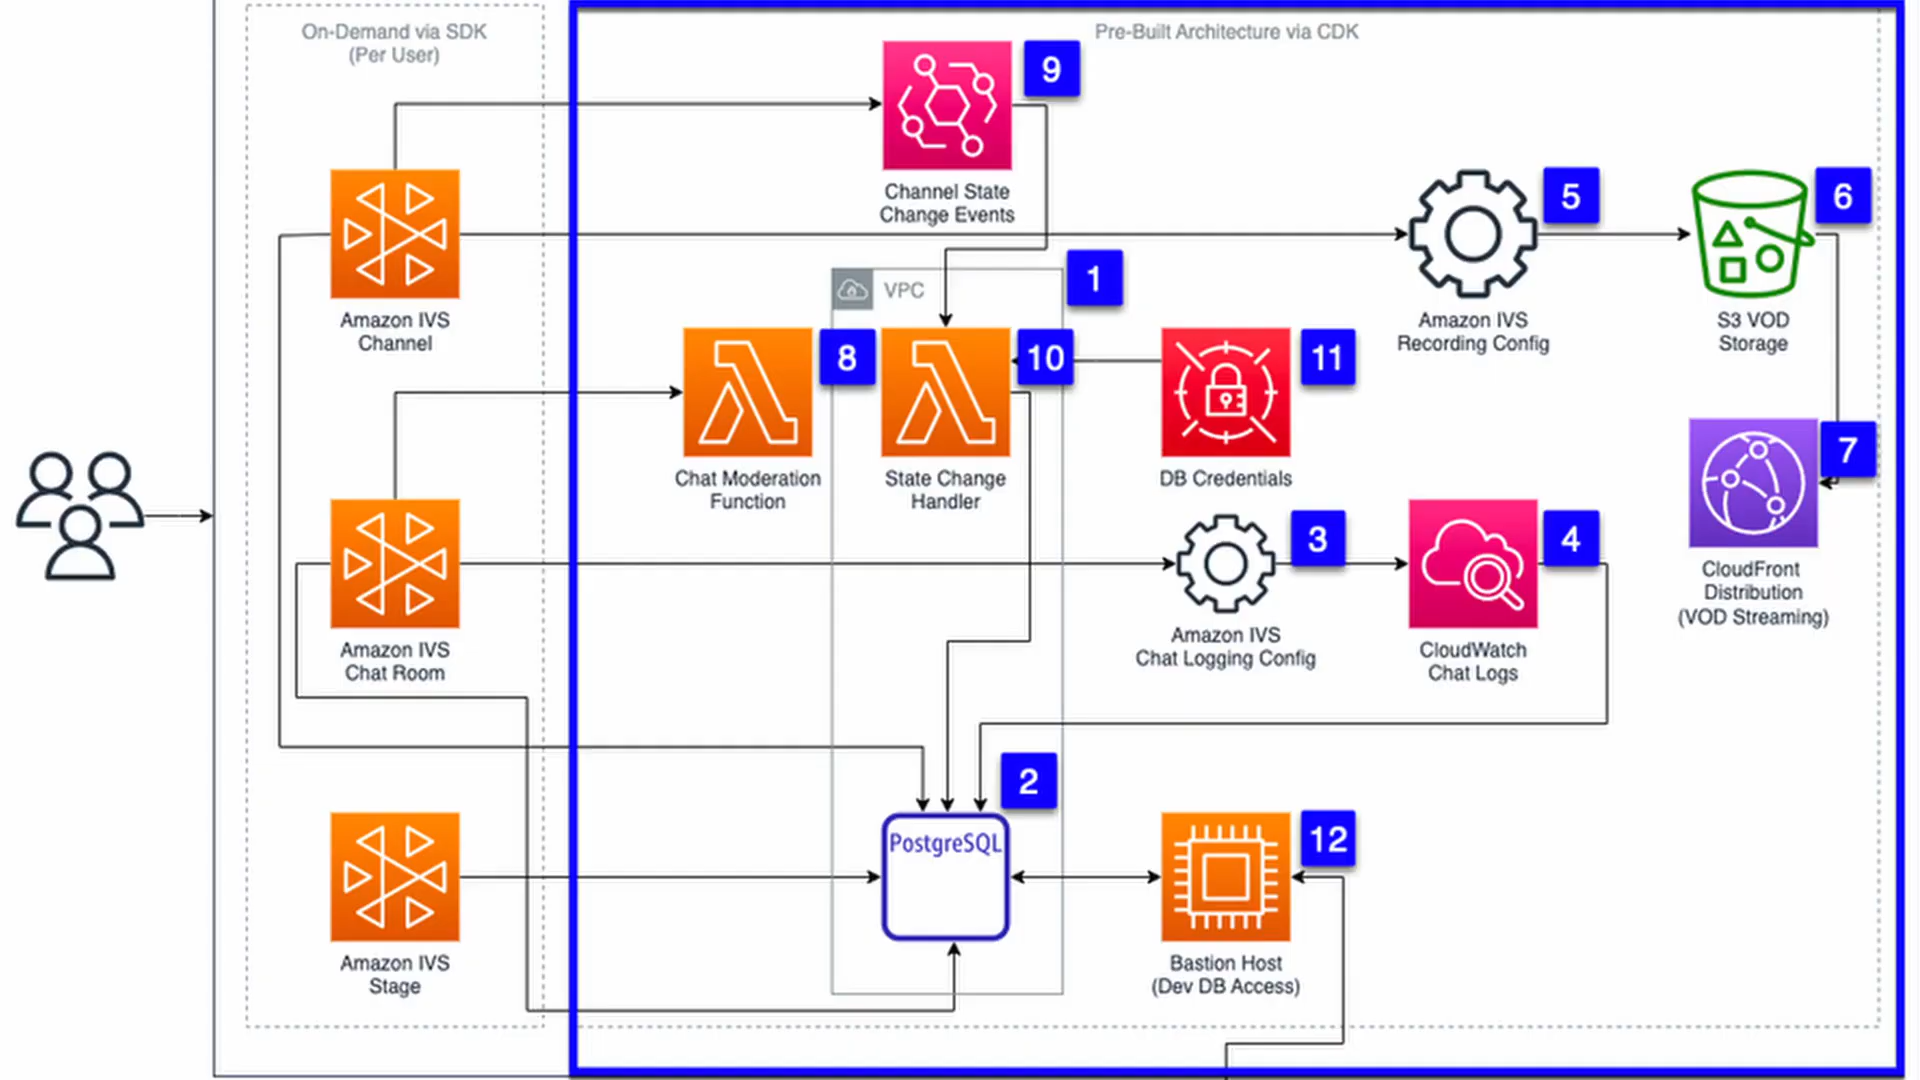 On-Demand via SDK
(Per User)
Pre-Built Architecture via CDK
9
Channel State
Change Events
5
6
Amazon IVS
Channel
1
VPC
Amazon IVS
Recording Config
S3 VOD
Storage
8
10
11
Chat Moderation
Function
State Change
Handler
DB Credentials
7
3
4
CloudFront
Distribution
(VOD Streaming)
Amazon IVS
Chat Room
Amazon IVS
Chat Logging Config
CloudWatch
Chat Logs
2
PostgreSQL
12
Amazon IVS
Stage
Bastion Host
(Dev DB Access)